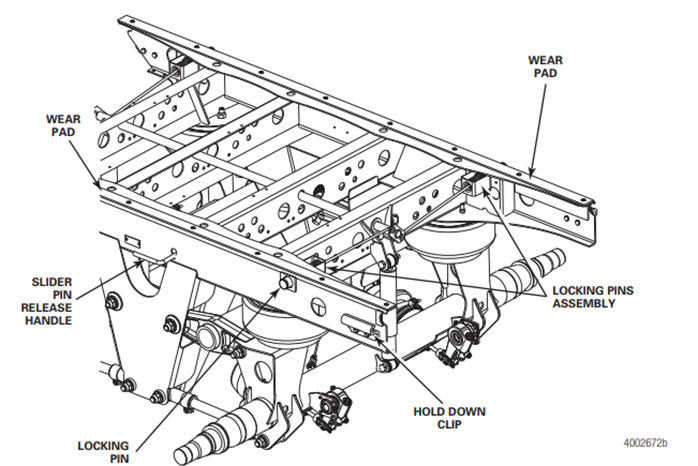 WEAR
PAD
WEAR
PAD
SLIDER
PIN
RELEASE
HANDLE
LOCKING PINS
ASSEMBLY
HOLD DOWN
CLIP
LOCKING
PIN
4002672b